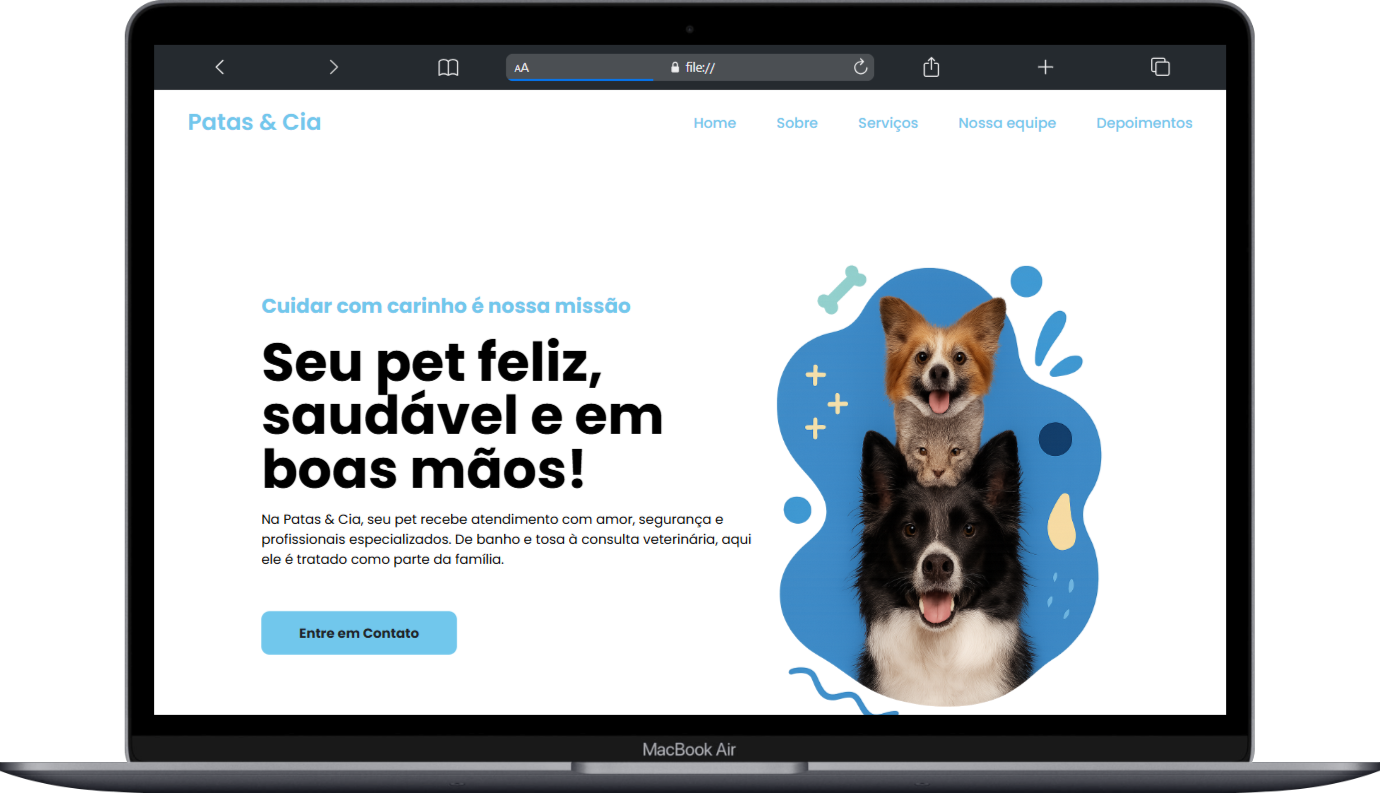 AA file://
Patas & Cia
Home Sobre Serviços Nossa equipe Depoimentos
Cuidar com carinho é nossa missão
Seu pet feliz,
saudável e em
boas mãos!
Na Patas & Cia, seu pet recebe atendimento com amor, segurança e
profissionais especializados. De banho e tosa à consulta veterinária, aqui
ele é tratado como parte da família.
Entre em Contato
MacBook Air